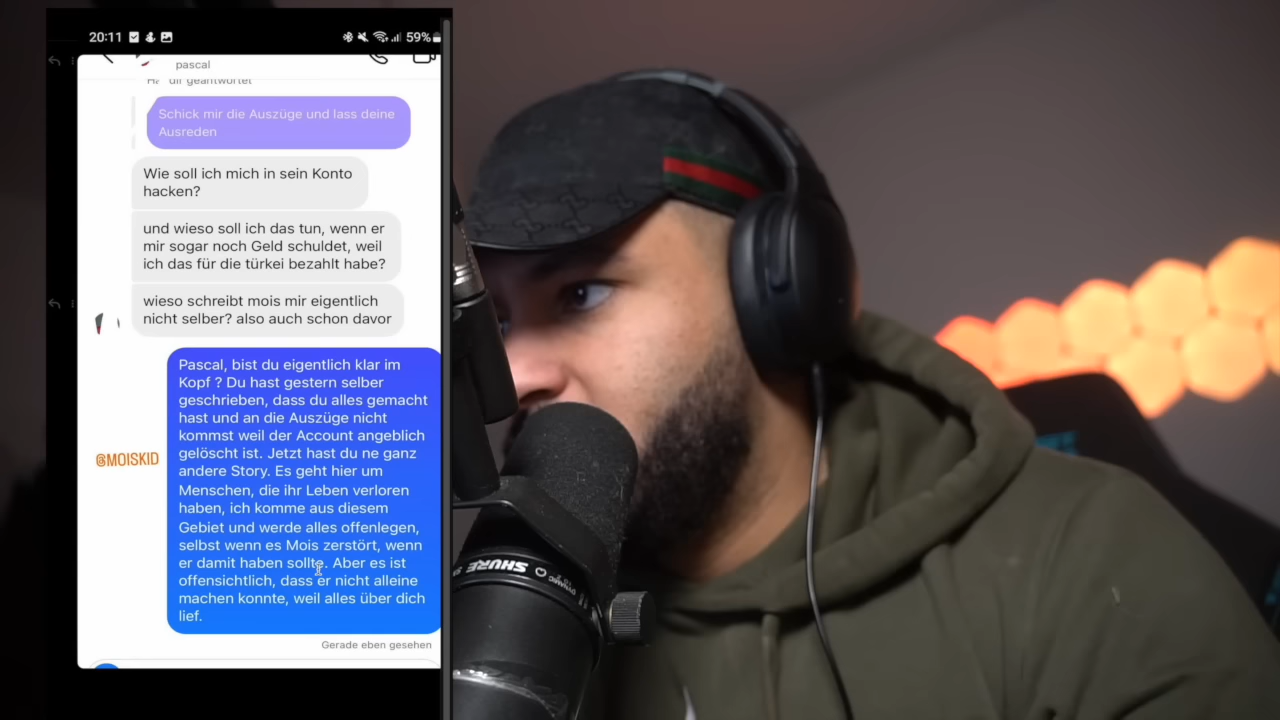 20:11
59%
pascal
dir geantwortet
Schick mir die Auszüge und lass deine
Ausreden
Wie soll ich mich in sein Konto
hacken?
und wieso soll ich das tun, wenn er
mir sogar noch Geld schuldet, weil
ich das für die türkei bezahlt habe?
wieso schreibt mois mir eigentlich
nicht selber? also auch schon davor
Pascal, bist du eigentlich klar im
Kopf ? Du hast gestern selber
geschrieben, dass du alles gemacht
hast und an die Auszüge nicht
kommst weil der Account angeblich
gelöscht ist. Jetzt hast du ne ganz
andere Story. Es geht hier um
Menschen, die ihr Leben verloren
haben, ich komme aus diesem
Gebiet und werde alles offenlegen,
selbst wenn es Mois zerstört, wenn
er damit haben sollte. Aber es ist
offensichtlich, dass er nicht alleine
machen konnte, weil alles über dich
lief.
@MOISKID
Gerade eben gesehen
SHURE